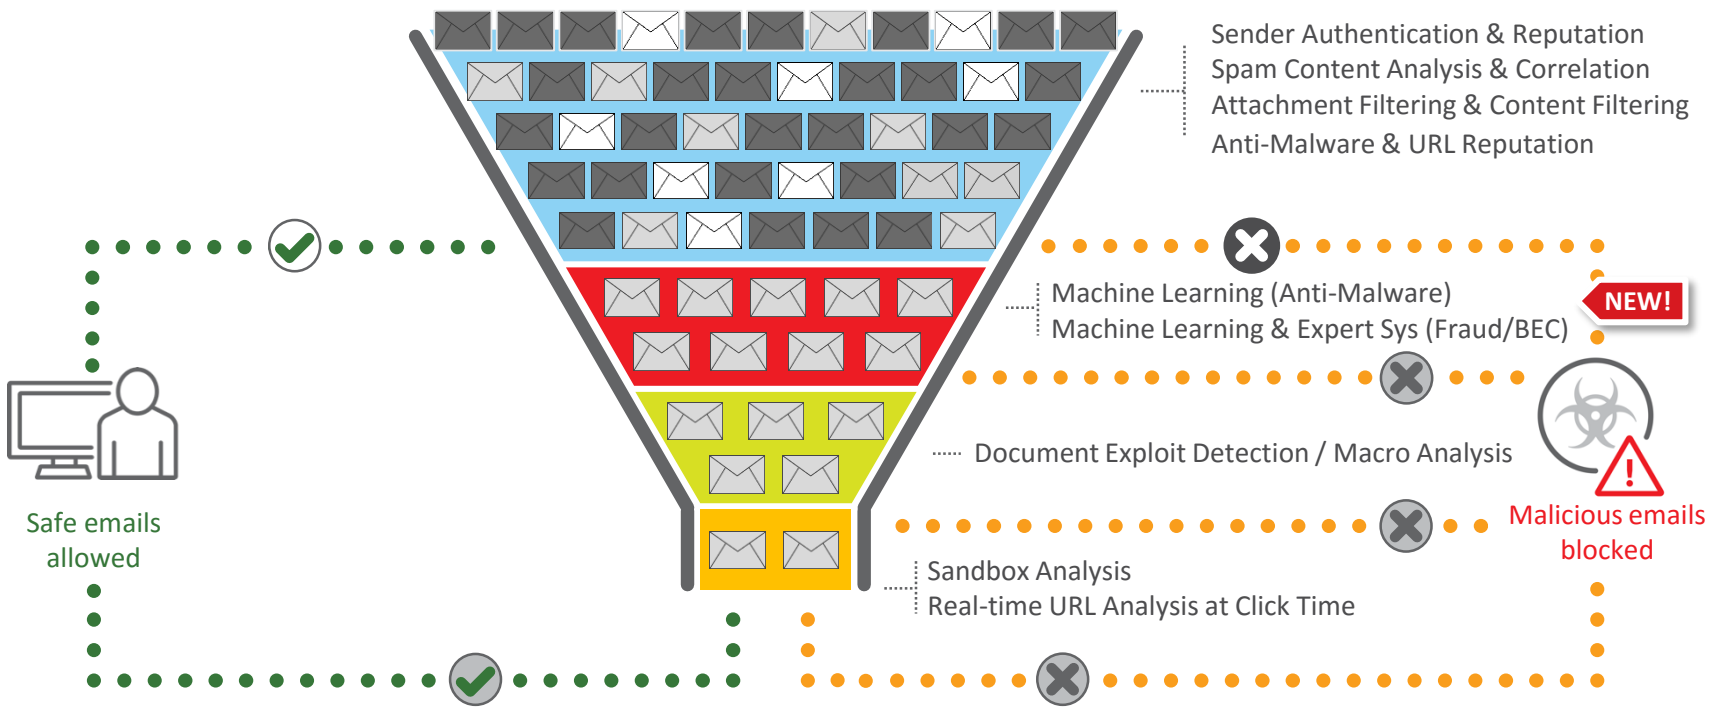 Sender Authentication & Reputation
Spam Content Analysis & Correlation
Attachment Filtering & Content Filtering
Anti-Malware & URL Reputation
Machine Learning (Anti-Malware)
Machine Learning & Expert Sys (Fraud/BEC)
NEW!
Document Exploit Detection / Macro Analysis
Safe emails
allowed
Malicious emails
blocked
Sandbox Analysis
Real-time URL Analysis at Click Time